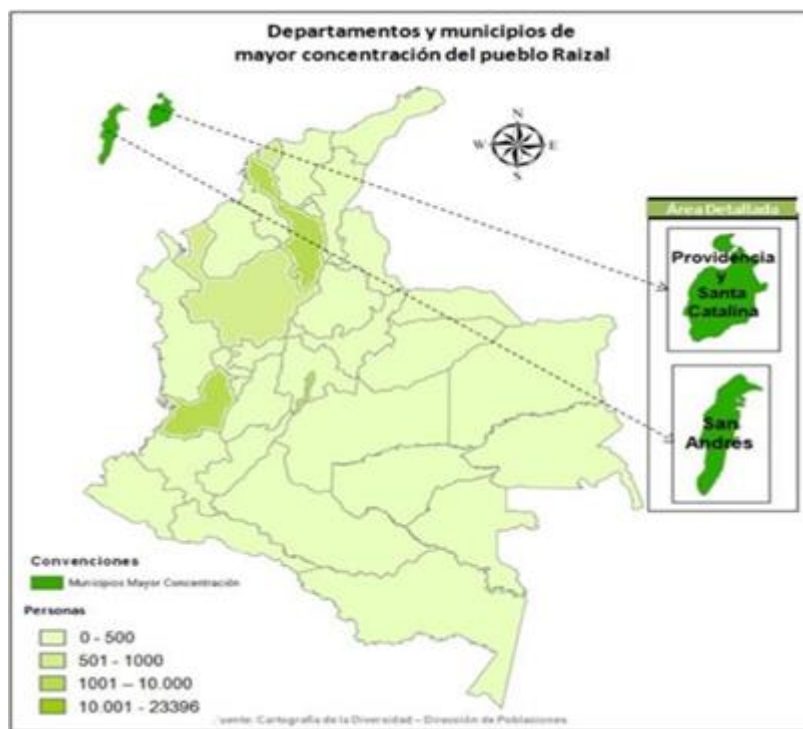 Departamentos y municipios de
mayor concentración del pueblo Raizal
N
W E
S
Área Detallada
Providencia
y
Santa
Catalina
San
Andres
Convenciones
Municipios Mayor Concentración
Personas
0 - 500
501 - 1000
1001 – 10.000
10.001 - 23396
uente: Cartografía de la Diversidad – Dirección de Poblaciones